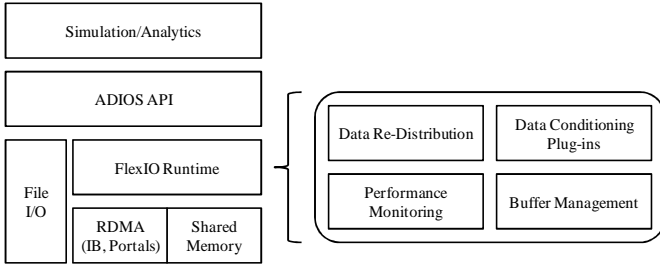 Simulation/Analytics
ADIOS API
File
I/O
FlexIO Runtime
RDMA
(IB, Portals)
Shared
Memory
Data Re-Distribution
Data Conditioning
Plug-ins
Performance
Monitoring
Buffer Management